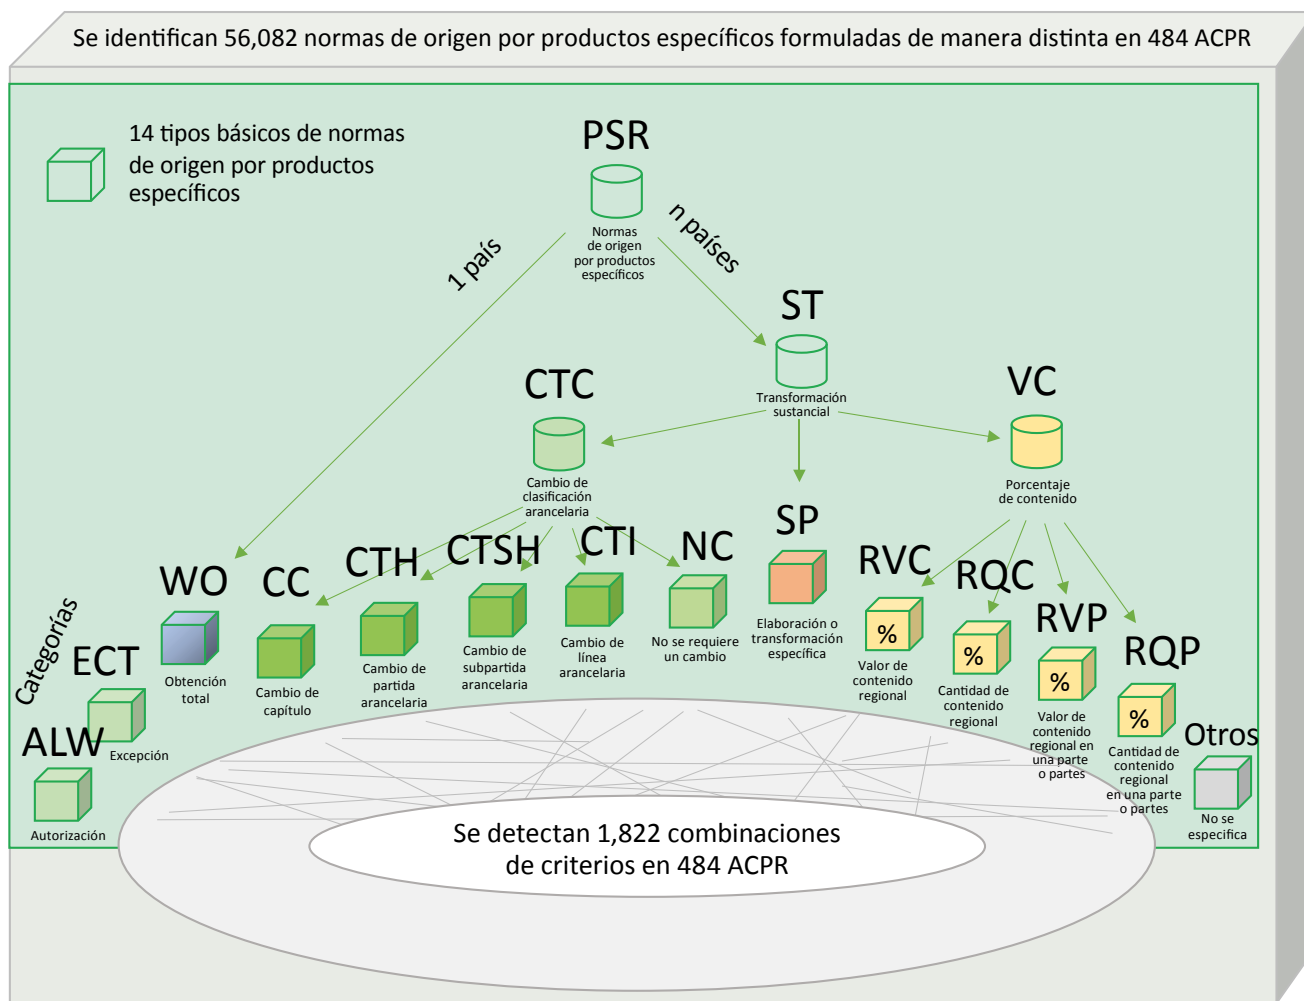 Se identifican 56,082 normas de origen por productos específicos formuladas de manera distinta en 484 ACPR
14 tipos básicos de normas
de origen por productos
específicos
PSR
Normas
de origen
por productos
específicos
1 país
n países
ST
Transformación
sustancial
CTC
Cambio de
clasificación
arancelaria
VC
Porcentaje
de contenido
Categorías
ALW
Autorización
ECT
Excepción
WO
Obtención
total
CC
Cambio de
capítulo
CTH
Cambio de
partida
arancelaria
CTSH
Cambio de
subpartida
arancelaria
CTI
Cambio de
línea
arancelaria
NC
No se requiere
un cambio
SP
Elaboración o
transformación
específica
RVC
%
Valor de
contenido
regional
RQC
%
Cantidad de
contenido
regional
RVP
%
Valor de
contenido
regional en
una parte
o partes
RQP
%
Cantidad de
contenido
regional
en una parte
o partes
Otros
No se
especifica
Se detectan 1,822 combinaciones
de criterios en 484 ACPR